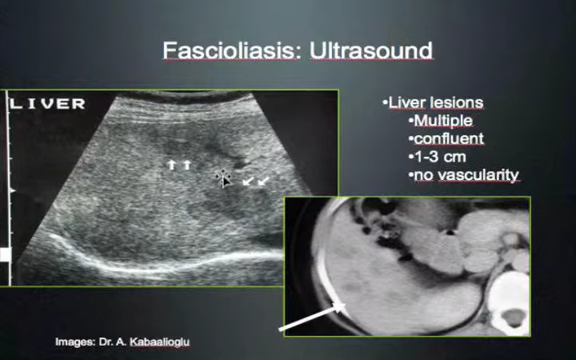 Fascioliasis: Ultrasound
LIVER
•Liver lesions
•Multiple
•confluent
•1-3 cm
•no vascularity
Images: Dr. A. Kabaalioglu